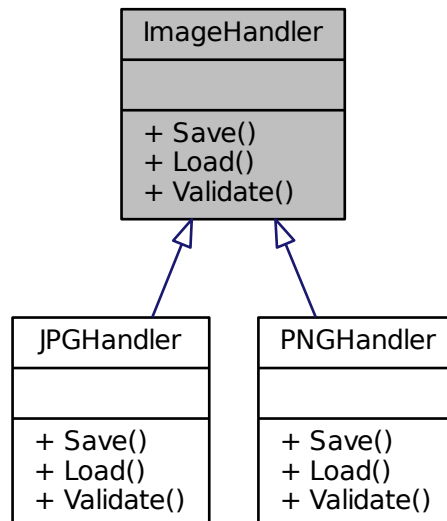 ImageHandler
+ Save()
+ Load()
+ Validate()
JPGHandler
+ Save()
+ Load()
+ Validate()
PNGHandler
+ Save()
+ Load()
+ Validate()